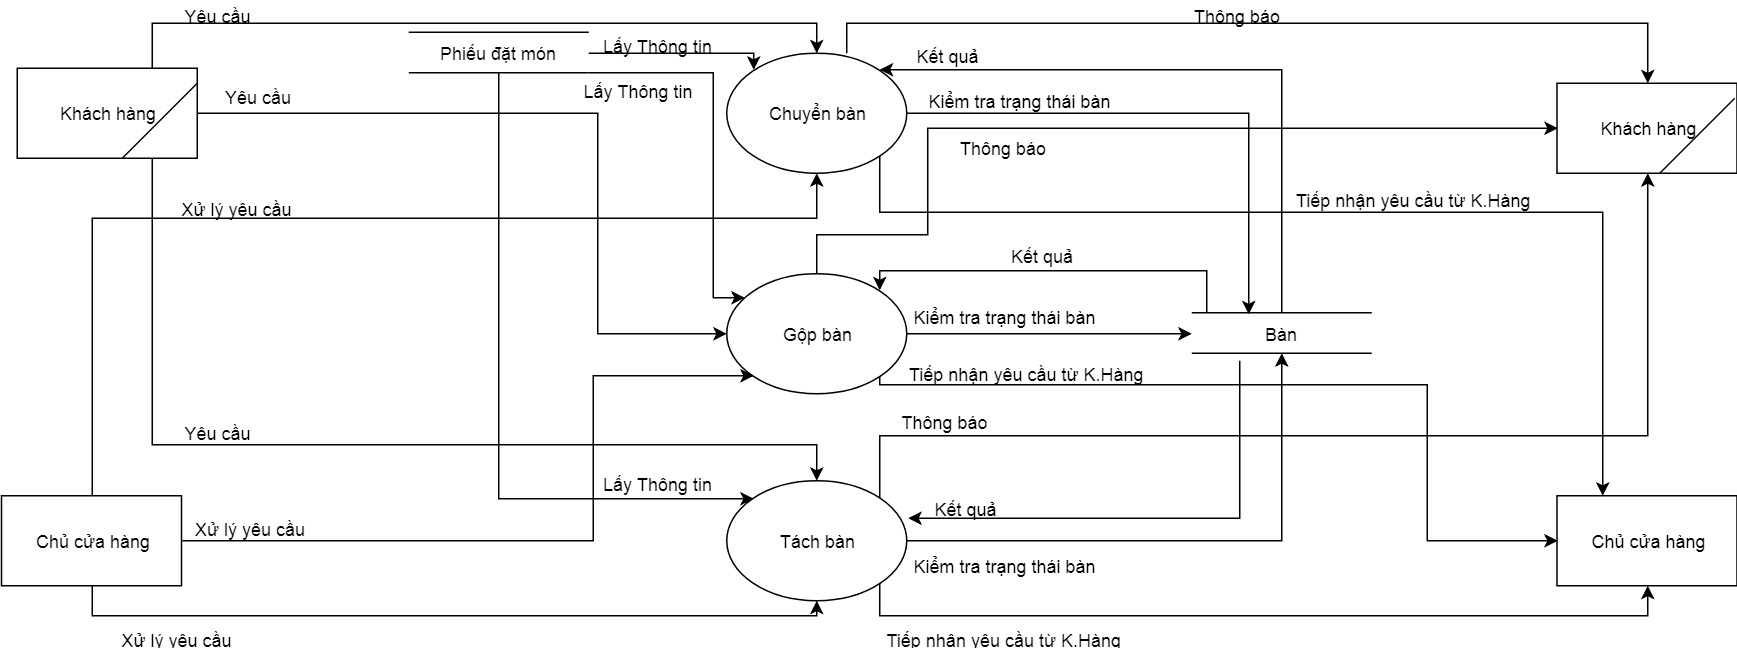 Yêu cầu
Thông báo
Phiếu đặt món
Lấy Thông tin
Kết quả
Lấy Thông tin
Yêu cầu
Khách hàng
Chuyển bàn
Kiểm tra trạng thái bàn
Khách hàng
Thông báo
Xử lý yêu cầu
Tiếp nhận yêu cầu từ K.Hàng
Kết quả
Kiểm tra trạng thái bàn
Gộp bàn
Bàn
Tiếp nhận yêu cầu từ K.Hàng
Yêu cầu
Thông báo
Lấy Thông tin
Kết quả
Xử lý yêu cầu
Chủ cửa hàng
Tách bàn
Chủ cửa hàng
Kiểm tra trạng thái bàn
Xử lý yêu cầu
Tiếp nhận yêu cầu từ K.Hàng